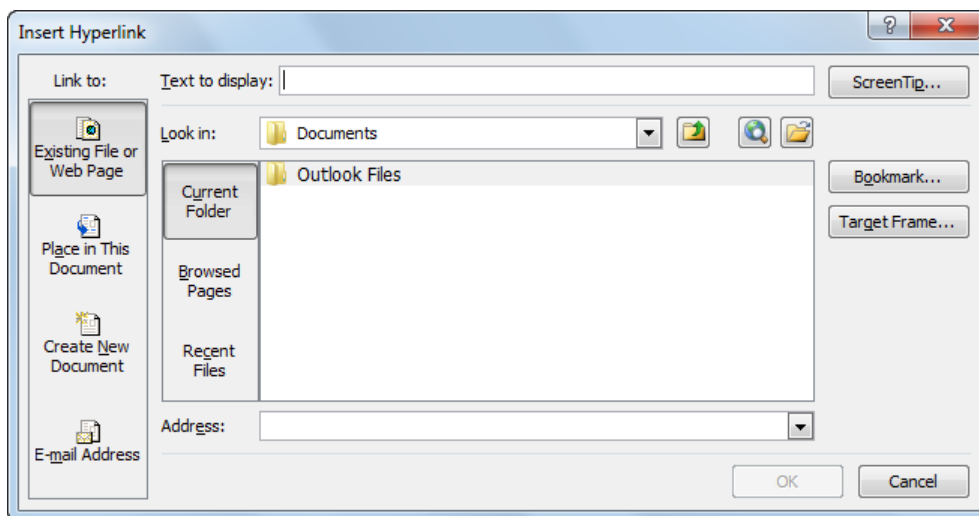 Insert Hyperlink
Link to:
Text to display:
ScreenTip...
Existing File or
Web Page
Look in:
Documents
Current
Folder
Outlook Files
Bookmark...
Target Frame...
Place in This
Document
Browsed
Pages
Create New
Document
Recent
Files
E-mail Address
Address:
OK
Cancel